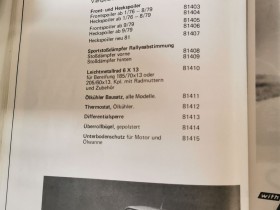 Front- und Heckspoiler
Frontspoiler ab 1/76 – 8/79 81403
Heckspoiler ab 1/76 – 8/79 81404
Frontspoiler ab 9/79 81405
Heckspoiler ab 9/79 81406
Heckspoiler neu 81 81407
Sportstoßdämpfer Rallyeabstimmung
Stoßdämpfer vorne 81408
Stoßdämpfer hinten 81409
Leichtmetallrad 6 X 13 81410
für Bereifung 185/70x13 oder
205/60x13. Kpl. mit Radmuttern
und Zubehör
Ölkühler Bausatz, alle Modelle. 81411
Thermostat, Ölkühler. 81412
Differentialsperre 81413
Überrollbügel, gepolstert 81414
Unterbodenschutz für Motor und 81415
Ölwanne
with